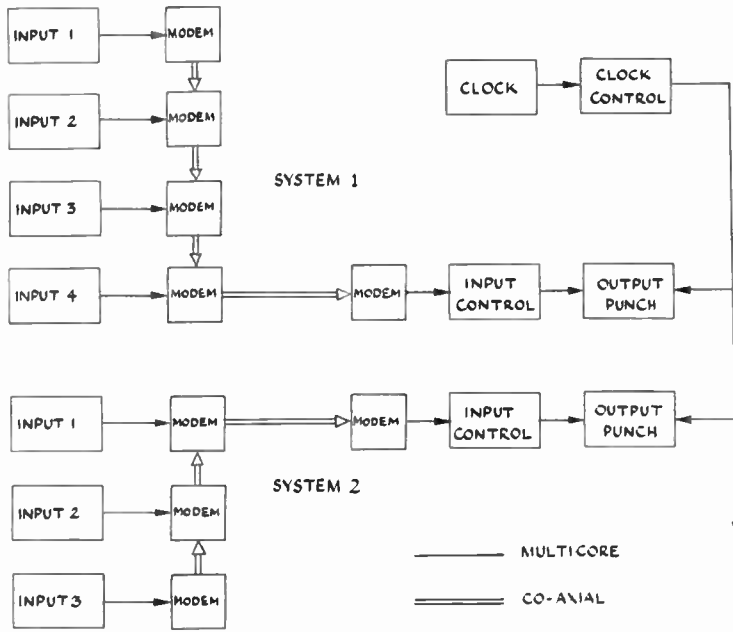 INPUT 1
MODEM
INPUT 2
MODEM
CLOCK
CLOCK
CONTROL
SYSTEM 1
INPUT 3
MODEM
INPUT 4
MODEM
MODEM
INPUT
CONTROL
OUTPUT
PUNCH
INPUT 1
MODEM
MODEM
INPUT
CONTROL
OUTPUT
PUNCH
SYSTEM 2
INPUT 2
MODEM
MULTICORE
INPUT 3
MODEM
CO-AXIAL